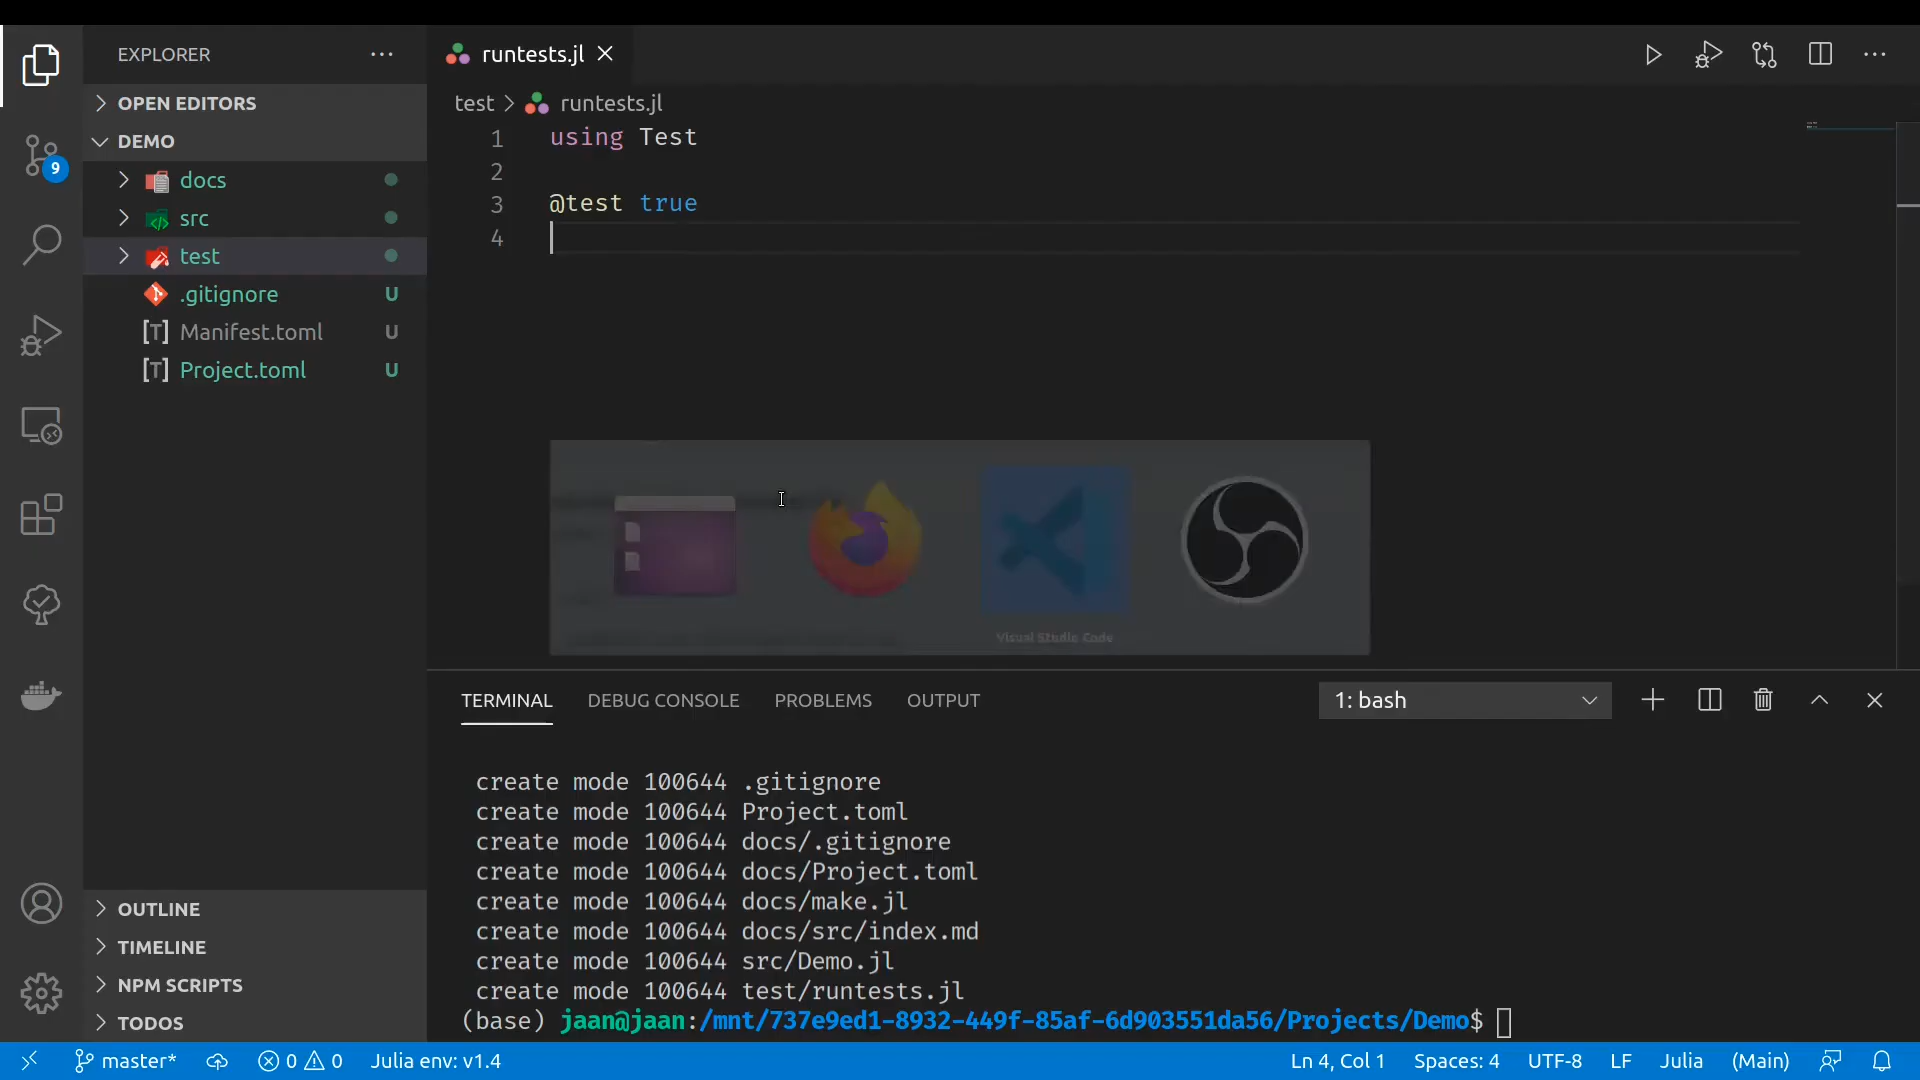 EXPLORER
OPEN EDITORS
DEMO
docs
src
test
.gitignore U
[T] Manifest.toml U
[T] Project.toml U
9
OUTLINE
TIMELINE
NPM SCRIPTS
TODOS
runtests.jl
test > runtests.jl
1 using Test
2
3 @test true
4
Visual Studio Code
TERMINAL DEBUG CONSOLE PROBLEMS OUTPUT 1: bash
create mode 100644 .gitignore
create mode 100644 Project.toml
create mode 100644 docs/.gitignore
create mode 100644 docs/Project.toml
create mode 100644 docs/make.jl
create mode 100644 docs/src/index.md
create mode 100644 src/Demo.jl
create mode 100644 test/runtests.jl
(base) jaan@jaan:/mnt/737e9ed1-8932-449f-85af-6d903551da56/Projects/Demo$
master* 0 0 Julia env: v1.4 Ln 4, Col 1 Spaces: 4 UTF-8 LF Julia (Main)